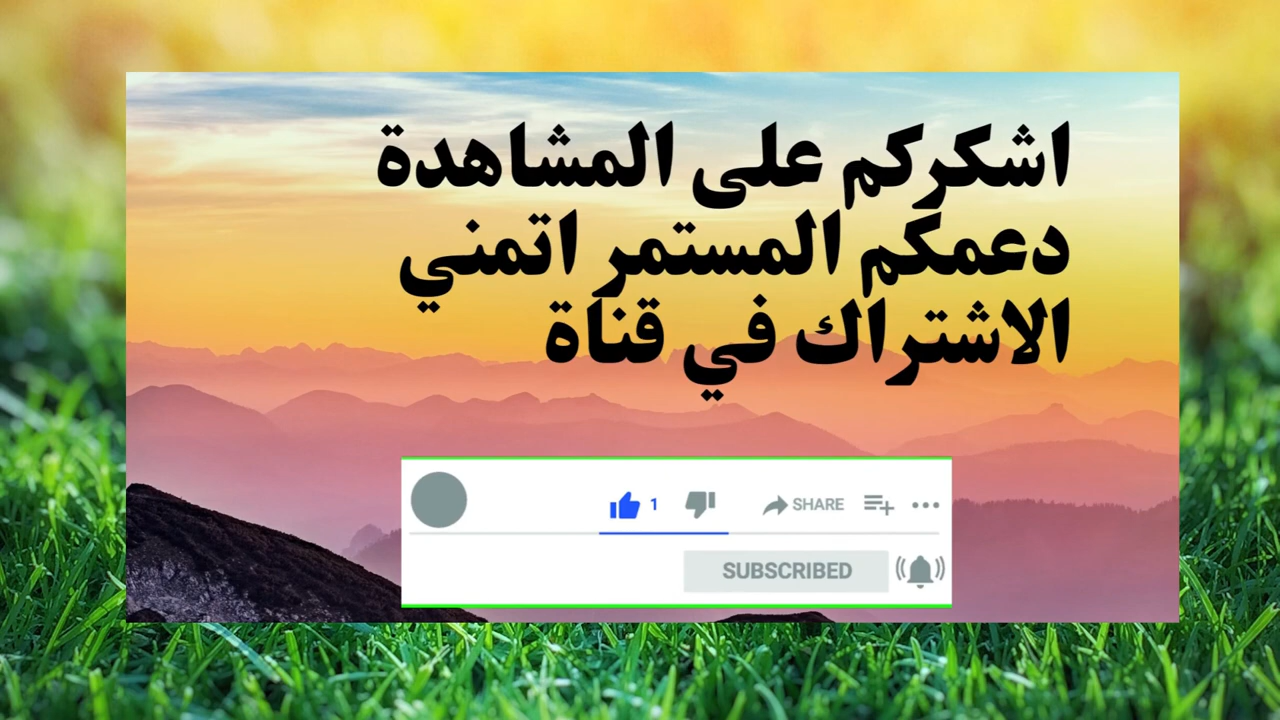 اشكركم على المشاهدة
دعمكم المستمر اتمني
الاشتراك في قناة
1 SHARE
SUBSCRIBED